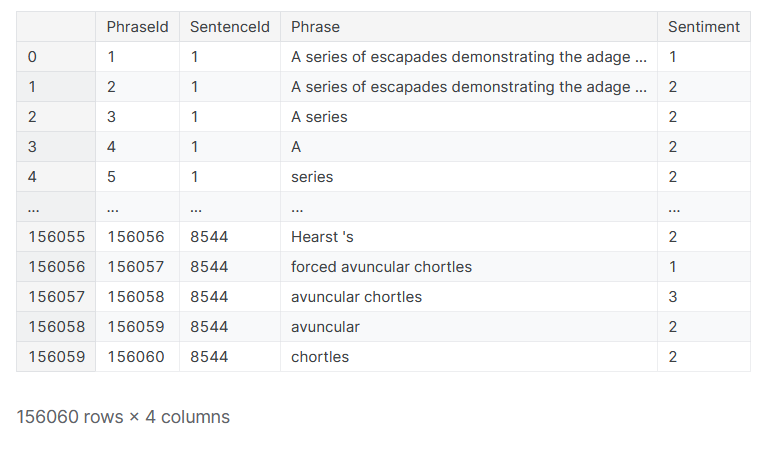 PhraseId SentenceId Phrase Sentiment
0 1 1 A series of escapades demonstrating the adage ... 1
1 2 1 A series of escapades demonstrating the adage ... 2
2 3 1 A series 2
3 4 1 A 2
4 5 1 series 2
... ... ... ... ...
156055 156056 8544 Hearst 's 2
156056 156057 8544 forced avuncular chortles 1
156057 156058 8544 avuncular chortles 3
156058 156059 8544 avuncular 2
156059 156060 8544 chortles 2
156060 rows × 4 columns